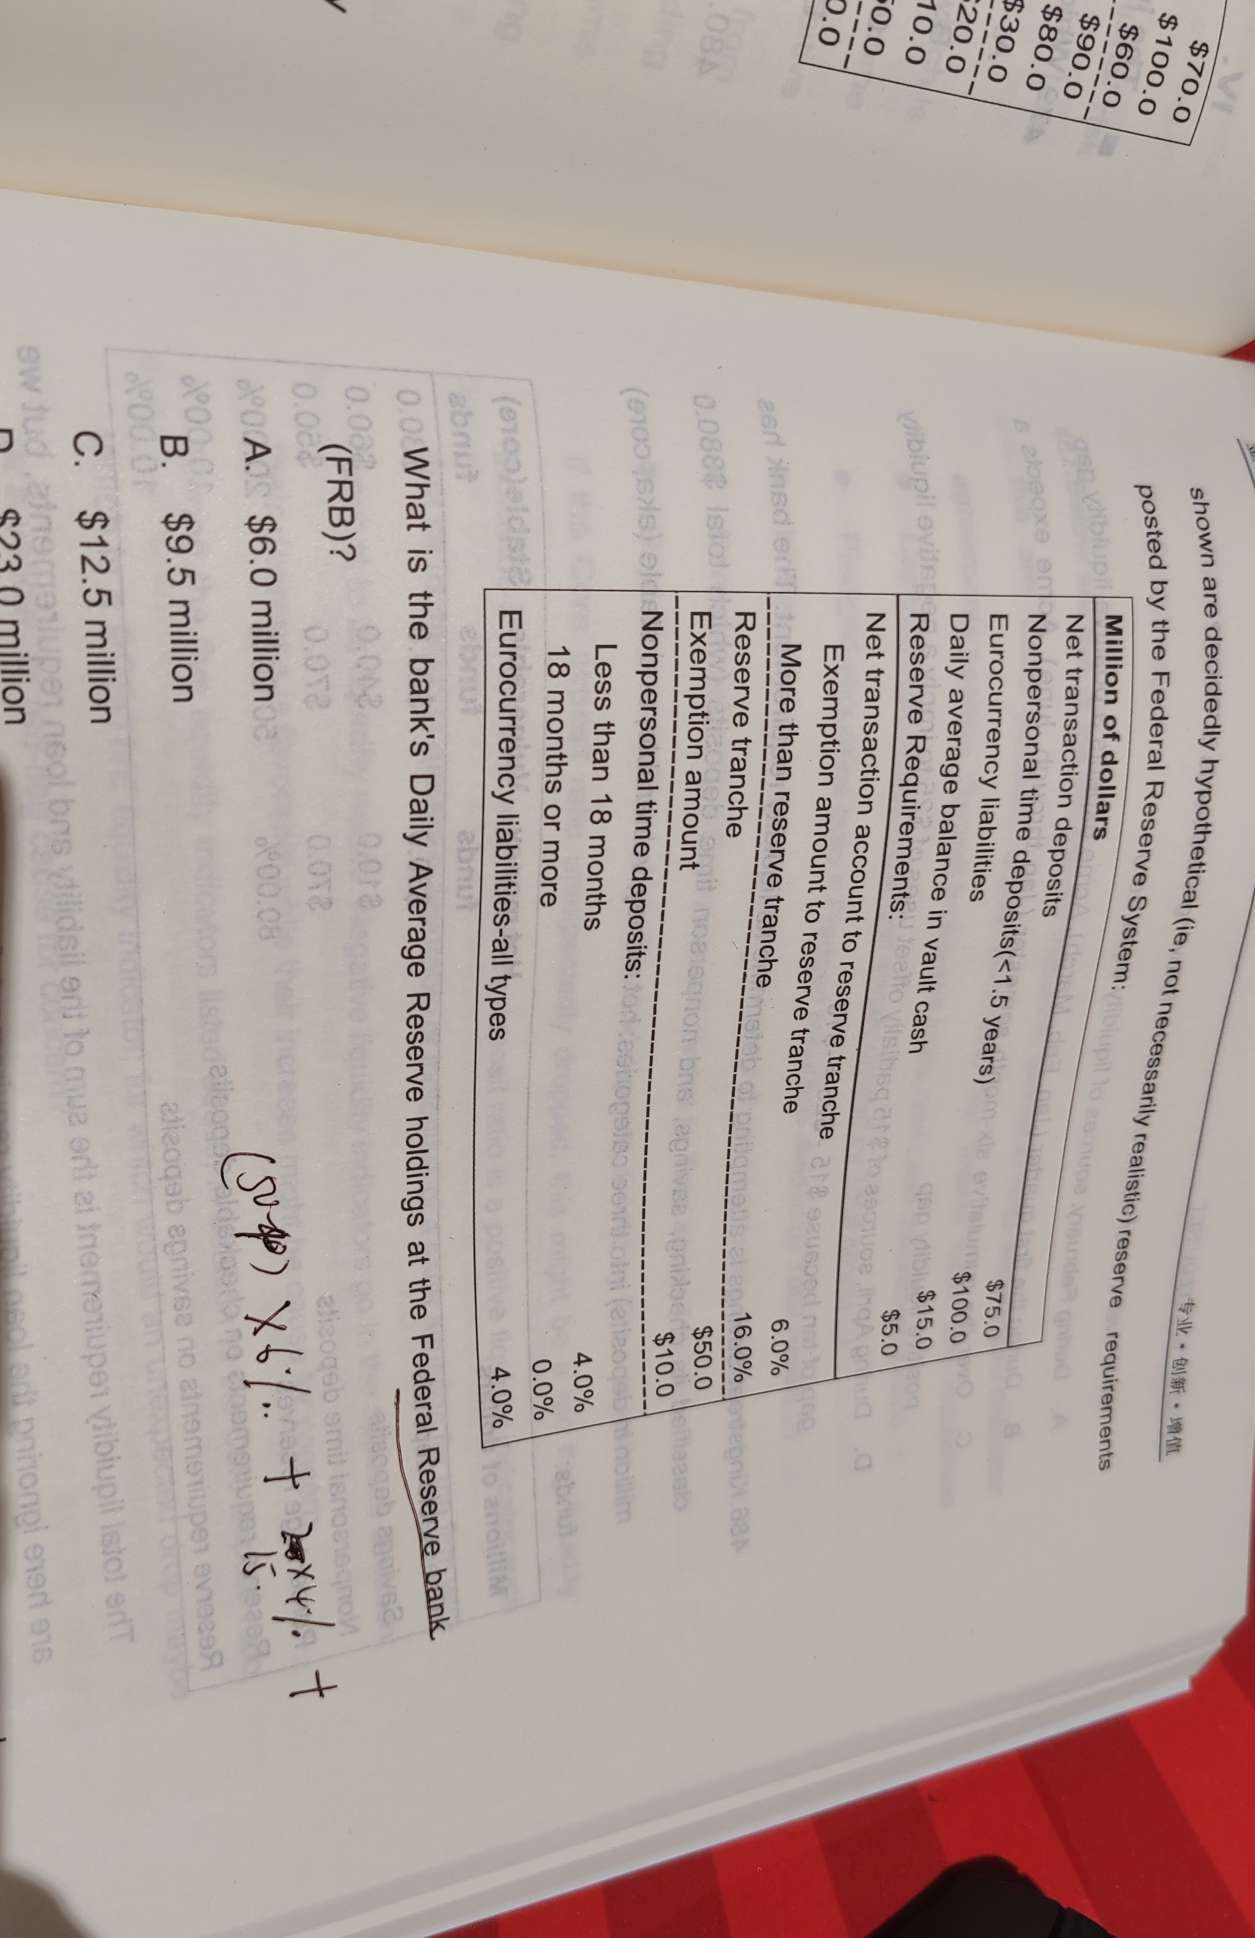 $70.0
$100.0
$60.0
$90.0
$80.0
$30.0
专业·创新·增值
shown are decidedly hypothetical (ie, not necessarily realistic) reserve requirements
posted by the Federal Reserve System:
Million of dollars
Net transaction deposits $75.0
Nonpersonal time deposits(<1.5 years) $100.0
Eurocurrency liabilities $15.0
Daily average balance in vault cash $5.0
Reserve Requirements:
Net transaction account to reserve tranche
Exemption amount to reserve tranche 6.0%
More than reserve tranche 16.0%
Reserve tranche $50.0
Exemption amount $10.0
Nonpersonal time deposits:
Less than 18 months 4.0%
18 months or more 0.0%
Eurocurrency liabilities-all types 4.0%
What is the bank's Daily Average Reserve holdings at the Federal Reserve bank
(FRB)?
A. $6.0 million
B. $9.5 million
C. $12.5 million
$23.0 million